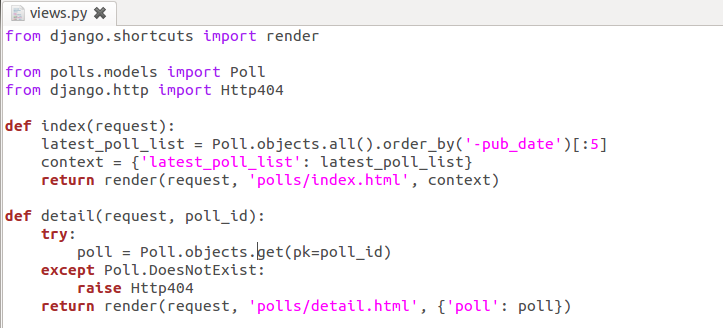 views.py
from django.shortcuts import render
from polls.models import Poll
from django.http import Http404
def index(request):
    latest_poll_list = Poll.objects.all().order_by('-pub_date')[:5]
    context = {'latest_poll_list': latest_poll_list}
    return render(request, 'polls/index.html', context)
def detail(request, poll_id):
    try:
        poll = Poll.objects.get(pk=poll_id)
    except Poll.DoesNotExist:
        raise Http404
    return render(request, 'polls/detail.html', {'poll': poll})